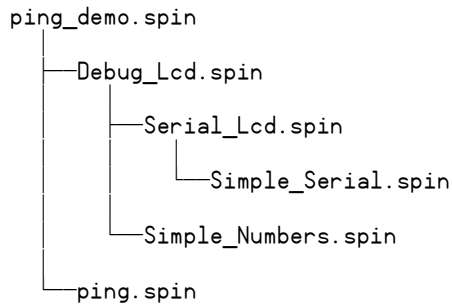 ping_demo.spin
Debug_Lcd.spin
Serial_Lcd.spin
Simple_Serial.spin
Simple_Numbers.spin
ping.spin